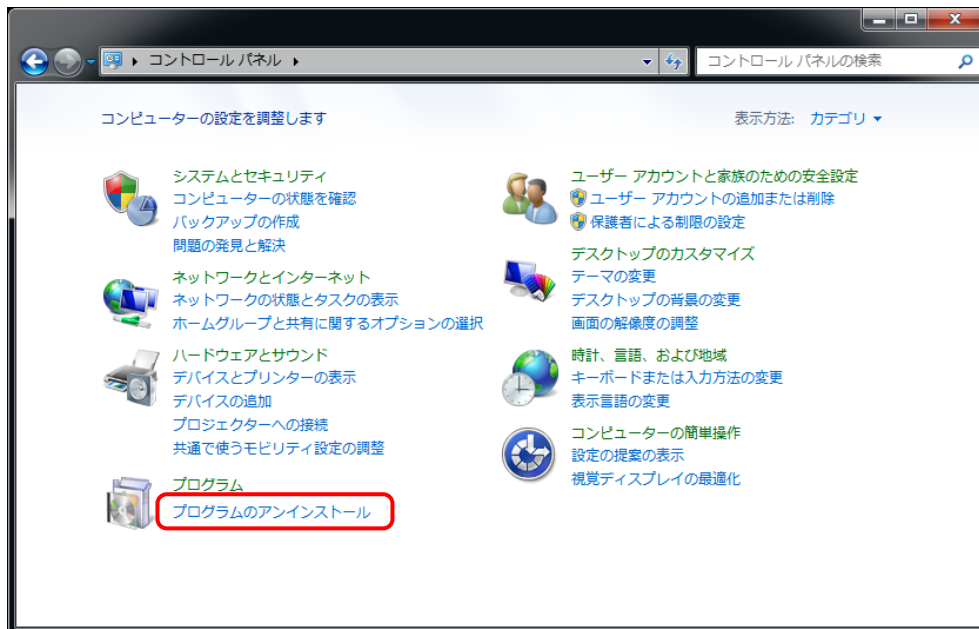 コントロール パネル
コントロール パネルの検索
コンピューターの設定を調整します
表示方法: カテゴリ
システムとセキュリティ
コンピューターの状態を確認
バックアップの作成
問題の発見と解決
ネットワークとインターネット
ネットワークの状態とタスクの表示
ホームグループと共有に関するオプションの選択
ハードウェアとサウンド
デバイスとプリンターの表示
デバイスの追加
プロジェクターへの接続
共通で使うモビリティ設定の調整
プログラム
プログラムのアンインストール
ユーザー アカウントと家族のための安全設定
ユーザー アカウントの追加または削除
保護者による制限の設定
デスクトップのカスタマイズ
テーマの変更
デスクトップの背景の変更
画面の解像度の調整
時計、言語、および地域
キーボードまたは入力方法の変更
表示言語の変更
コンピューターの簡単操作
設定の提案の表示
視覚ディスプレイの最適化